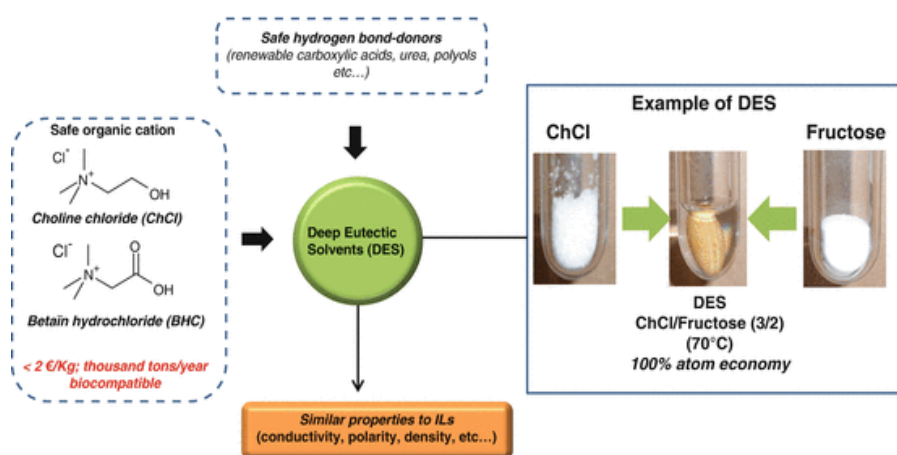 Safe hydrogen bond-donors
(renewable carboxylic acids, urea, polyols
etc…)
Safe organic cation
Cl-
N+
OH
Choline chloride (ChCl)
Cl-
O
N+
OH
Betaïn hydrochloride (BHC)
< 2 €/Kg; thousand tons/year
biocompatible
Deep Eutectic
Solvents (DES)
Similar properties to ILs
(conductivity, polarity, density, etc…)
Example of DES
ChCl
Fructose
DES
ChCl/Fructose (3/2)
(70°C)
100% atom economy